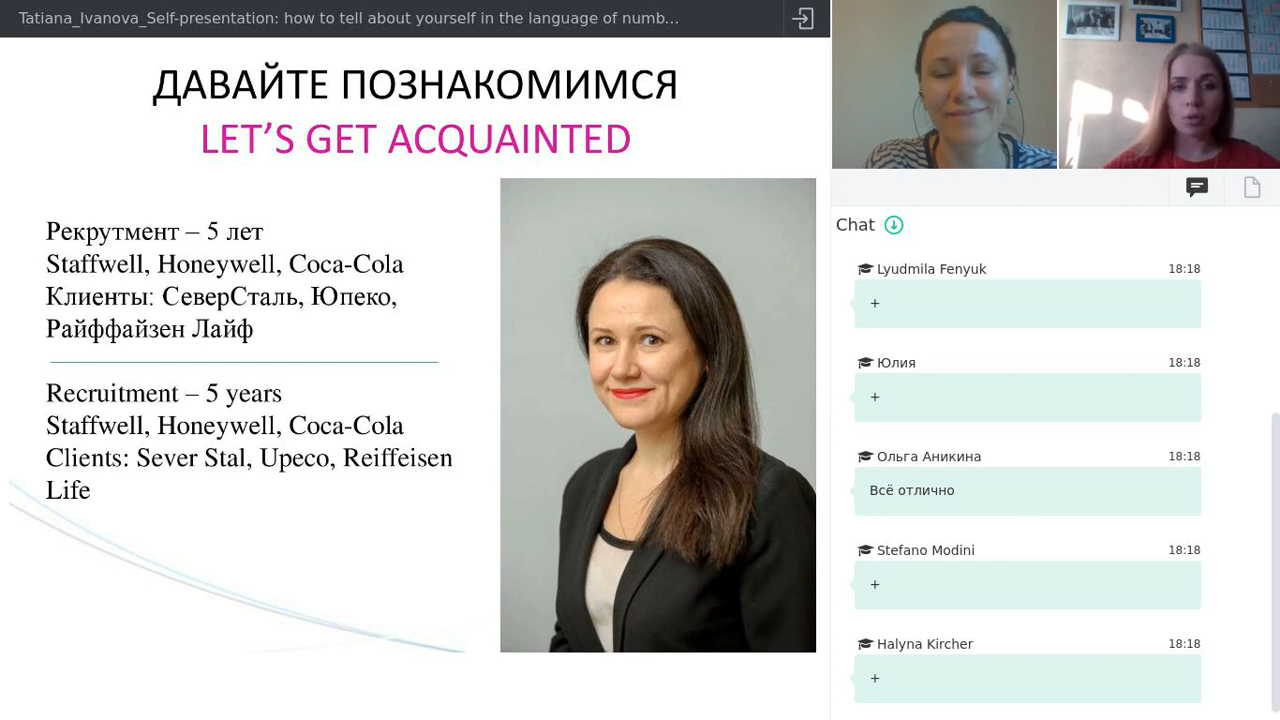 Tatiana_Ivanova_Self-presentation: how to tell about yourself in the language of numb...
ДАВАЙТЕ ПОЗНАКОМИМСЯ
LET’S GET ACQUAINTED
Рекрутмент – 5 лет
Staffwell, Honeywell, Coca-Cola
Клиенты: СеверСталь, Юпеко,
Райффайзен Лайф
Recruitment – 5 years
Staffwell, Honeywell, Coca-Cola
Clients: Sever Stal, Upeco, Reiffeisen
Life
Chat
Lyudmila Fenyuk 18:18
+
Юлия 18:18
+
Ольга Аникина 18:18
Всё отлично
Stefano Modini 18:18
+
Halyna Kircher 18:18
+